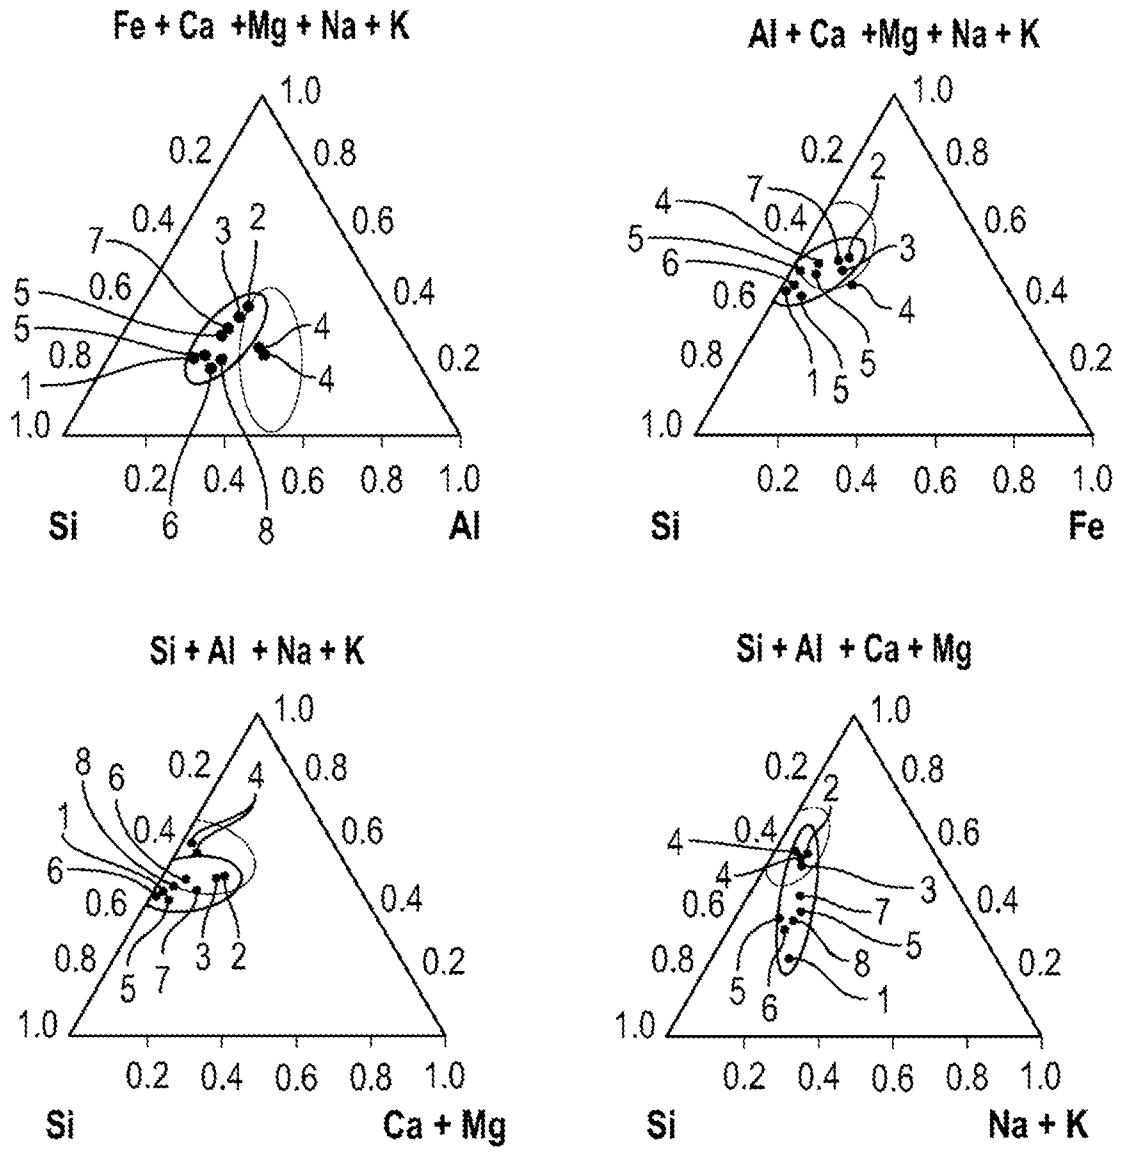 Fe + Ca +Mg + Na + K
1.0
0.2 0.8
0.4 3 2 0.6
7
5 0.6 4 0.4
5 0.8 4 0.2
1
1.0
0.2 0.4 0.6 0.8 1.0
Si 6 8 Al
Al + Ca +Mg + Na + K
1.0
0.2 2 0.8
4 7 0.4 0.6
5 3
6 0.6 4 0.4
0.8 1 5 5 0.2
1.0
0.2 0.4 0.6 0.8 1.0
Si Fe
Si + Al + Na + K
1.0
8 6 0.2 4 0.8
1 0.4 0.6
6 0.6 0.4
0.8 5 7 3 2 0.2
1.0
0.2 0.4 0.6 0.8 1.0
Si Ca + Mg
Si + Al + Ca + Mg
1.0
0.2 2 0.8
4 0.4 0.6
4 3
0.6 7 0.4
0.8 5 6 8 5 0.2
1
1.0
0.2 0.4 0.6 0.8 1.0
Si Na + K